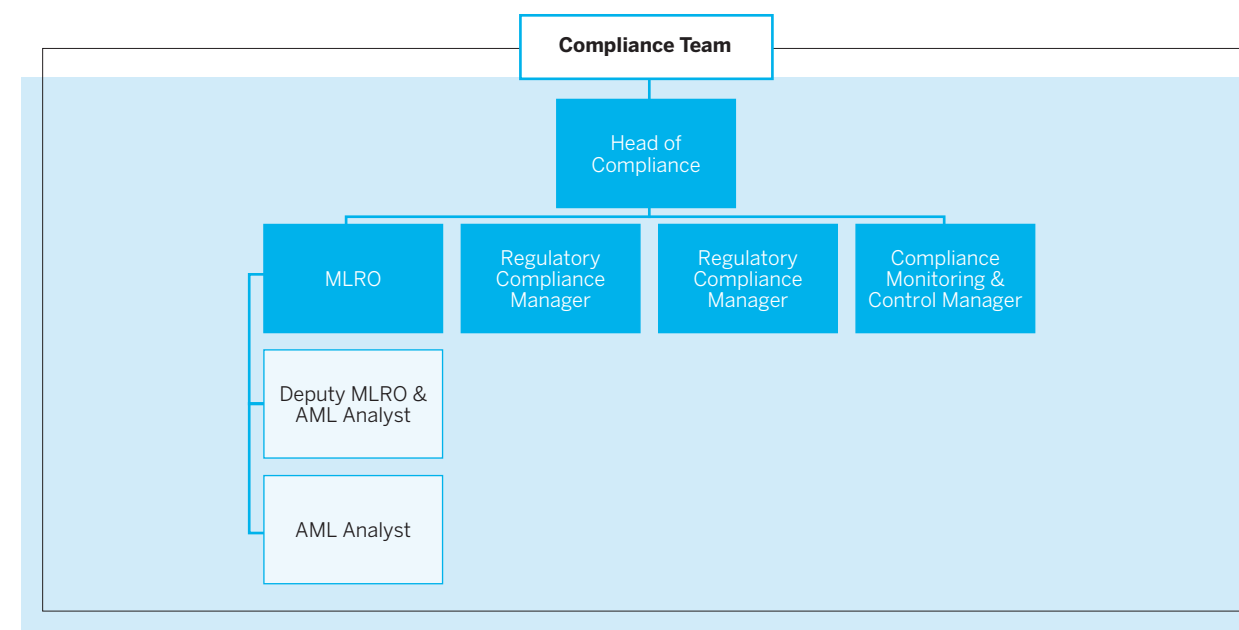 Compliance Team
Head of
Compliance
MLRO
Regulatory
Compliance
Manager
Regulatory
Compliance
Manager
Compliance
Monitoring &
Control Manager
Deputy MLRO &
AML Analyst
AML Analyst